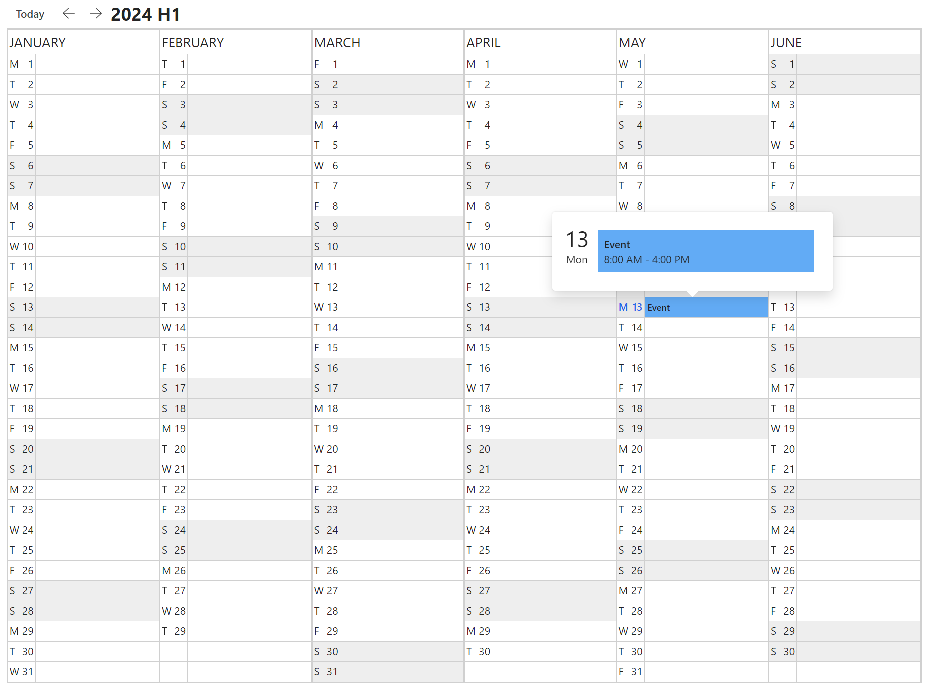 Today
2024 H1
JANUARY
M 1
T 2
W 3
T 4
F 5
S 6
S 7
M 8
T 9
W 10
T 11
F 12
S 13
S 14
M 15
T 16
W 17
T 18
F 19
S 20
S 21
M 22
T 23
W 24
T 25
F 26
S 27
S 28
M 29
T 30
W 31
FEBRUARY
T 1
F 2
S 3
S 4
M 5
T 6
W 7
T 8
F 9
S 10
S 11
M 12
T 13
W 14
T 15
F 16
S 17
S 18
M 19
T 20
W 21
T 22
F 23
S 24
S 25
M 26
T 27
W 28
T 29
MARCH
F 1
S 2
S 3
M 4
T 5
W 6
T 7
F 8
S 9
S 10
M 11
T 12
W 13
T 14
F 15
S 16
S 17
M 18
T 19
W 20
T 21
F 22
S 23
S 24
M 25
T 26
W 27
T 28
F 29
S 30
S 31
APRIL
M 1
T 2
W 3
T 4
F 5
S 6
S 7
M 8
T 9
W 10
T 11
F 12
S 13
S 14
M 15
T 16
W 17
T 18
F 19
S 20
S 21
M 22
T 23
W 24
T 25
F 26
S 27
S 28
M 29
T 30
MAY
W 1
T 2
F 3
S 4
S 5
M 6
T 7
W 8
13
Mon
Event
8:00 AM - 4:00 PM
M 13 Event
T 14
W 15
T 16
F 17
S 18
S 19
M 20
T 21
W 22
T 23
F 24
S 25
S 26
M 27
T 28
W 29
T 30
F 31
JUNE
S 1
S 2
M 3
T 4
W 5
T 6
F 7
S 8
T 13
F 14
S 15
S 16
M 17
T 18
W 19
T 20
F 21
S 22
S 23
M 24
T 25
W 26
T 27
F 28
S 29
S 30